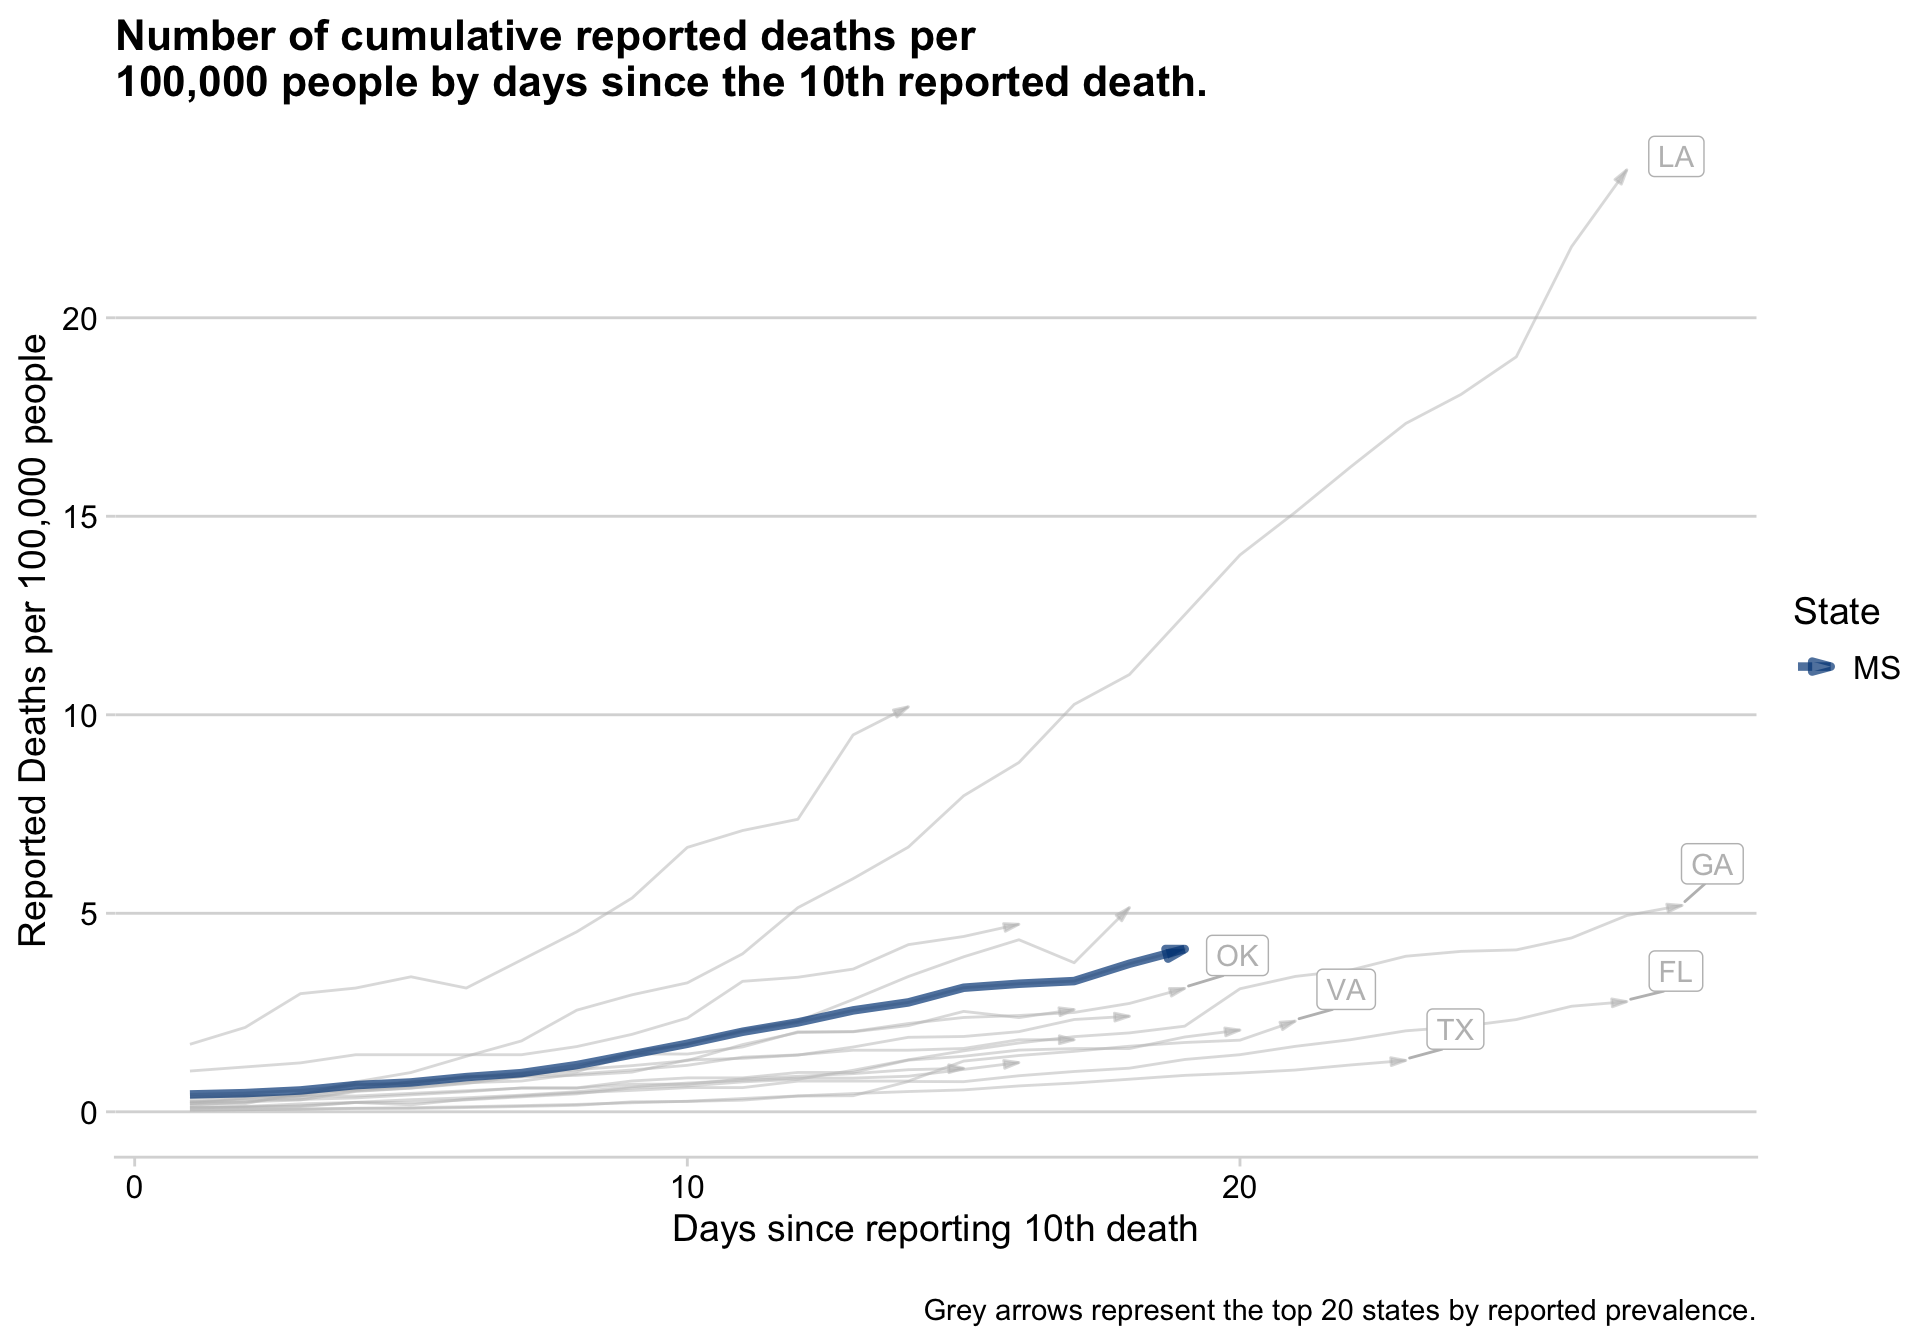 Number of cumulative reported deaths per
100,000 people by days since the 10th reported death.
Reported Deaths per 100,000 people
20
15
10
5
0
LA
GA
OK
FL
VA
TX
State
MS
0
10
20
Days since reporting 10th death
Grey arrows represent the top 20 states by reported prevalence.